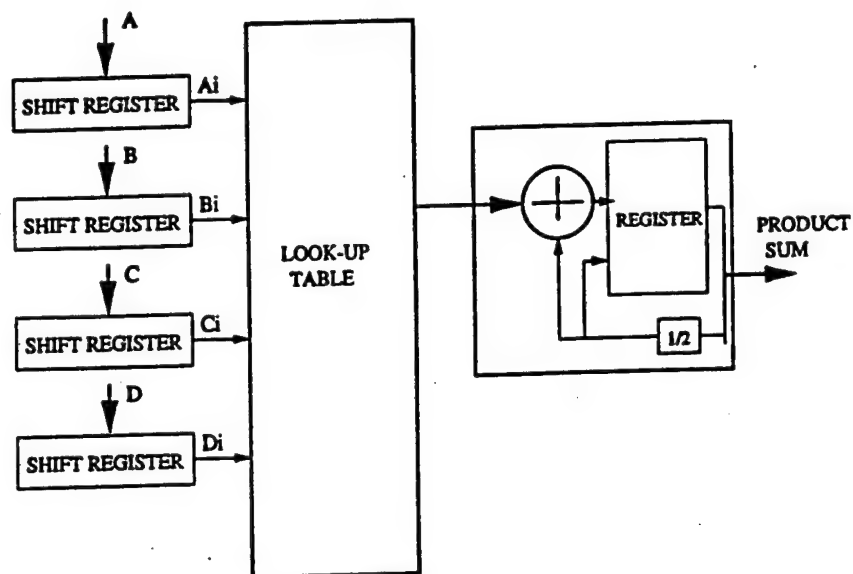 A
SHIFT REGISTER
Ai
B
SHIFT REGISTER
Bi
C
SHIFT REGISTER
Ci
D
SHIFT REGISTER
Di
LOOK-UP
TABLE
REGISTER
1/2
PRODUCT
SUM